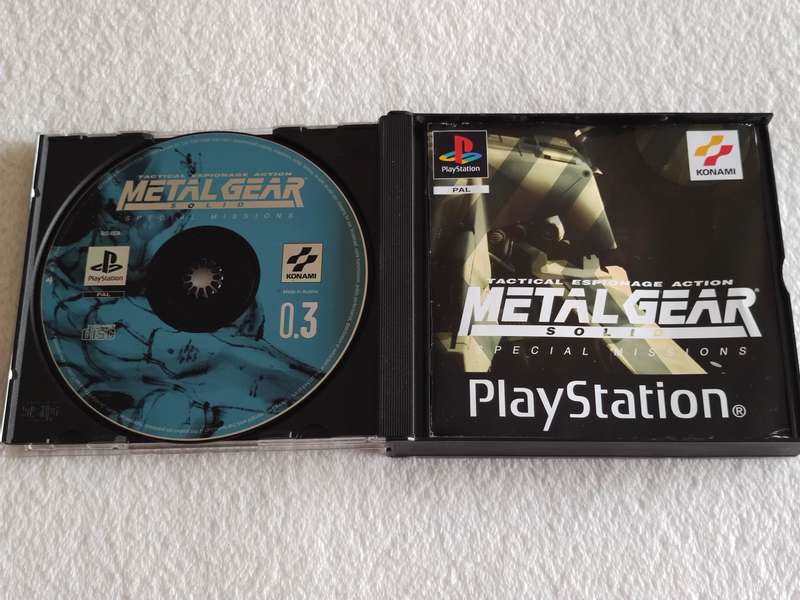 TACTICAL ESPIONAGE ACTION
METAL GEAR
SOLID
SPECIAL MISSIONS
PlayStation
PAL
KONAMI
Made in Austria
0.3
DISC
PlayStation
PAL
KONAMI
TACTICAL ESPIONAGE ACTION
METAL GEAR
SOLID
SPECIAL MISSIONS
PlayStation®